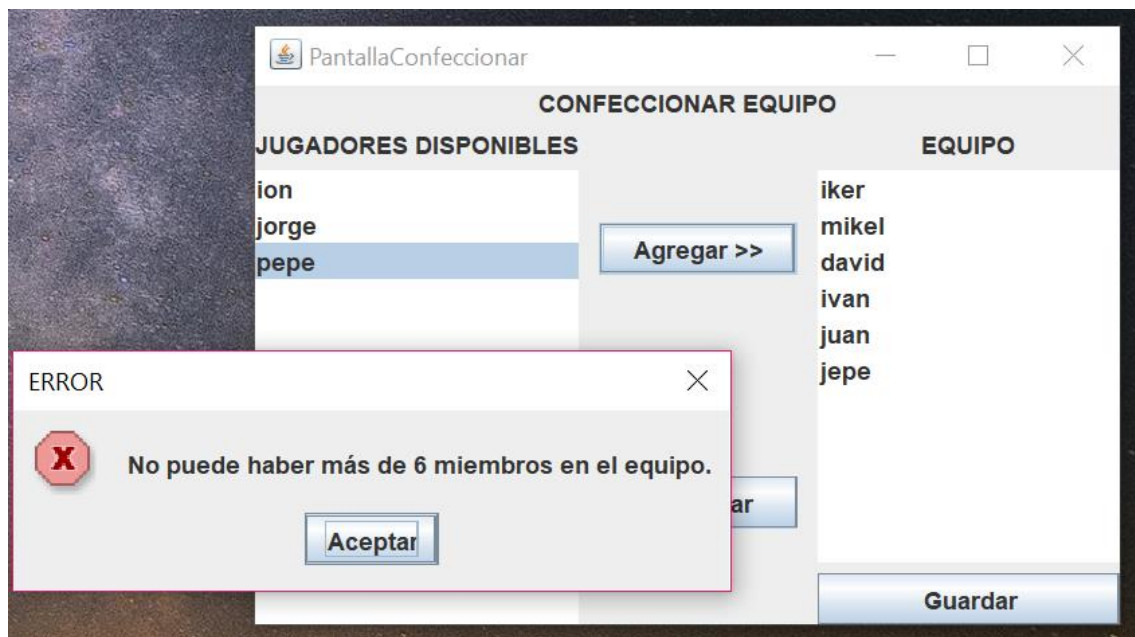 PantallaConfeccionar
CONFECCIONAR EQUIPO
JUGADORES DISPONIBLES
EQUIPO
ion
jorge
pepe
Agregar >>
iker
mikel
david
ivan
juan
jepe
ERROR
No puede haber más de 6 miembros en el equipo.
Aceptar
ar
Guardar